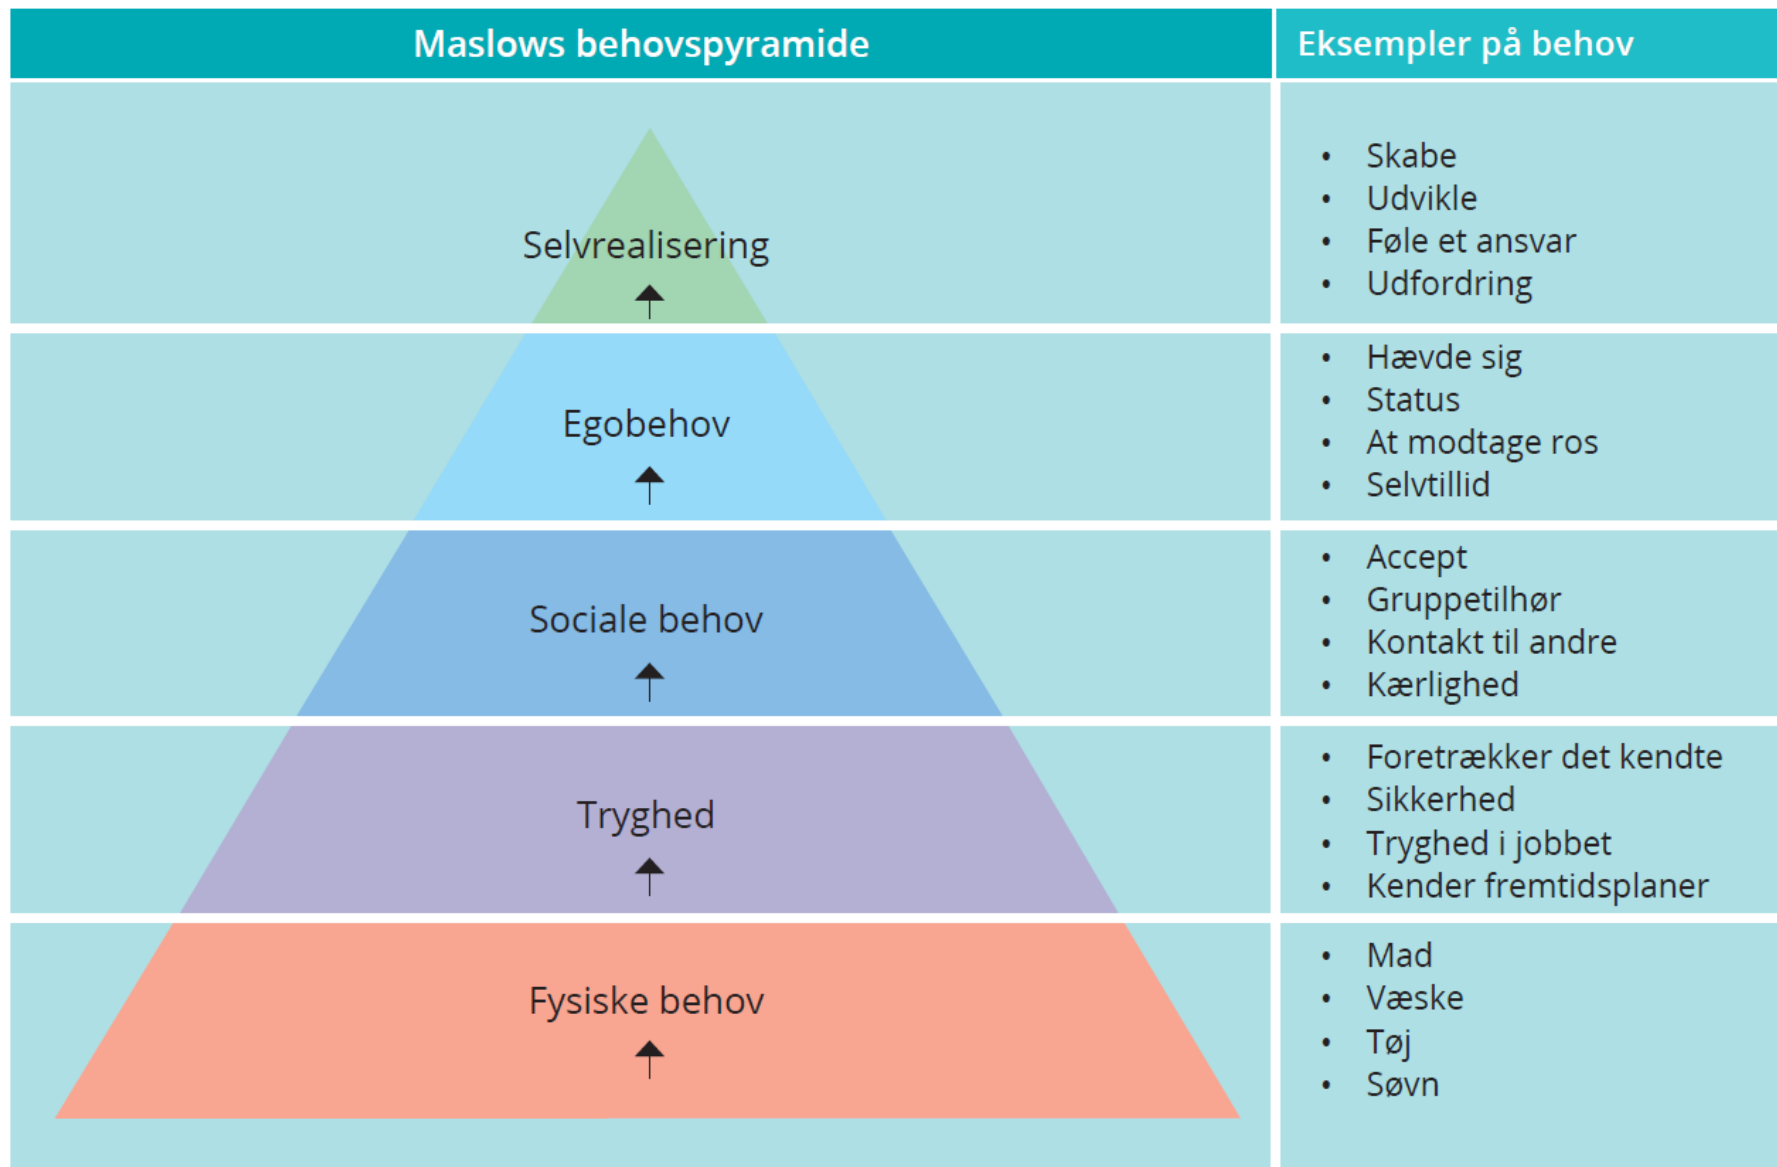 Maslows behovspyramide
Eksempler på behov
Selvrealisering
• Skabe
• Udvikle
• Føle et ansvar
• Udfordring
Egobehov
• Hævde sig
• Status
• At modtage ros
• Selvtillid
Sociale behov
• Accept
• Gruppetilhør
• Kontakt til andre
• Kærlighed
Tryghed
• Foretrækker det kendte
• Sikkerhed
• Tryghed i jobbet
• Kender fremtidsplaner
Fysiske behov
• Mad
• Væske
• Tøj
• Søvn